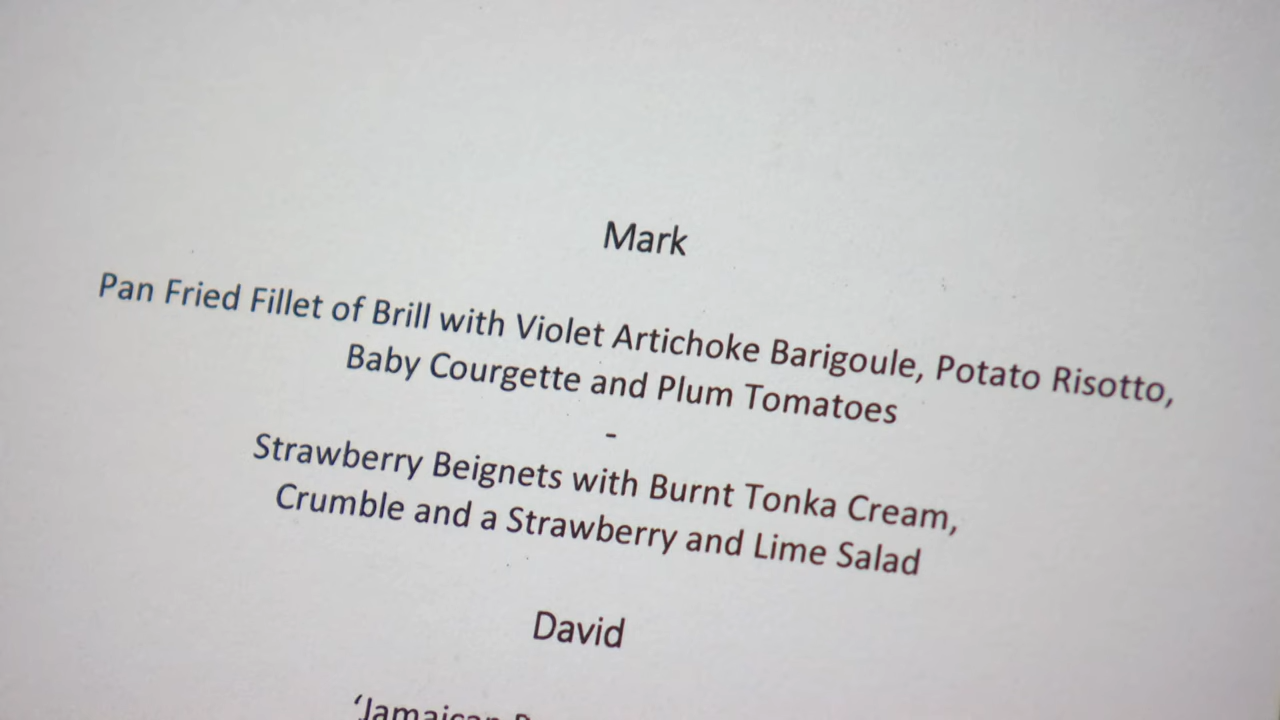 Mark
Pan Fried Fillet of Brill with Violet Artichoke Barigoule, Potato Risotto,
Baby Courgette and Plum Tomatoes
-
Strawberry Beignets with Burnt Tonka Cream,
Crumble and a Strawberry and Lime Salad
David
‘Jamaican